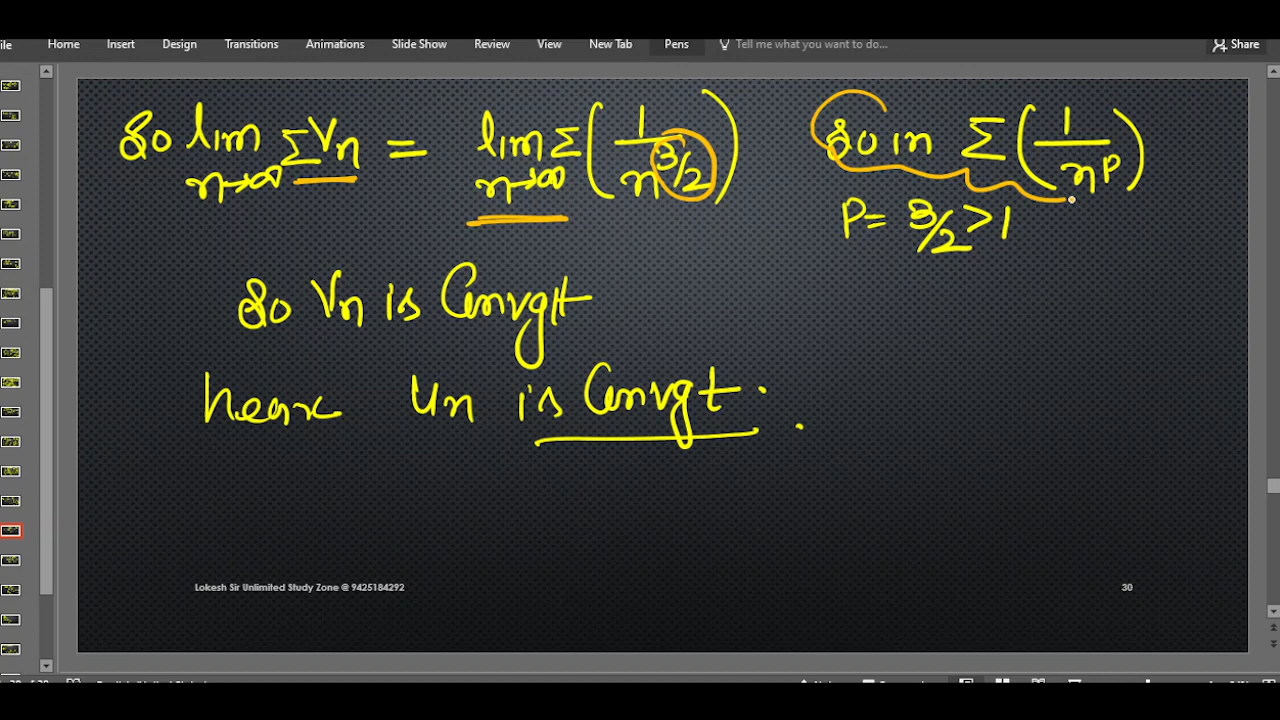 ile Home Insert Design Transitions Animations Slide Show Review View New Tab Pens Tell me what you want to do... Share
So lim n→∞ ΣVn = lim n→∞ Σ(1/n^3/2) So in Σ(1/n^P)
P = 3/2 > 1
So Vn is Convgt
Un is Convgt.
Lokesh Sir Unlimited Study Zone @ 9425184292 30